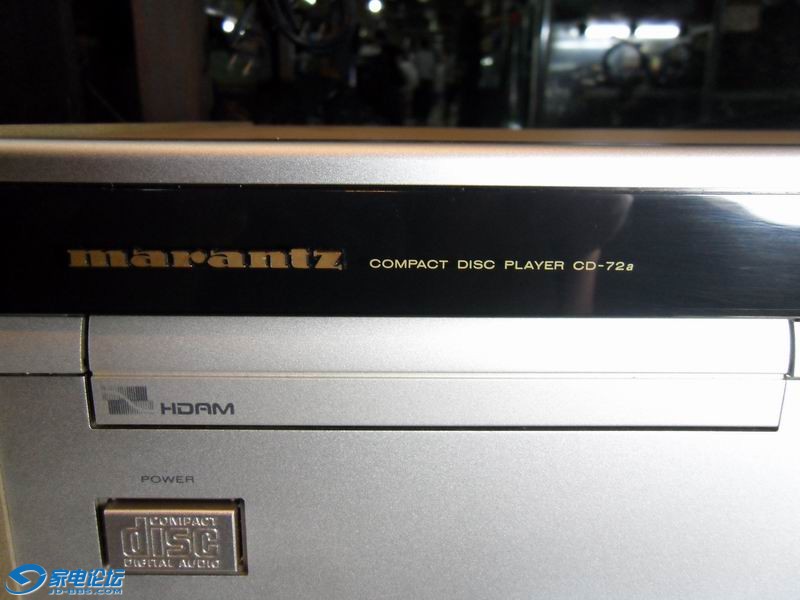 marantz COMPACT DISC PLAYER CD-72a
HDAM
POWER
COMPACT
disc
DIGITAL AUDIO
家电论坛
JD-BBS.COM